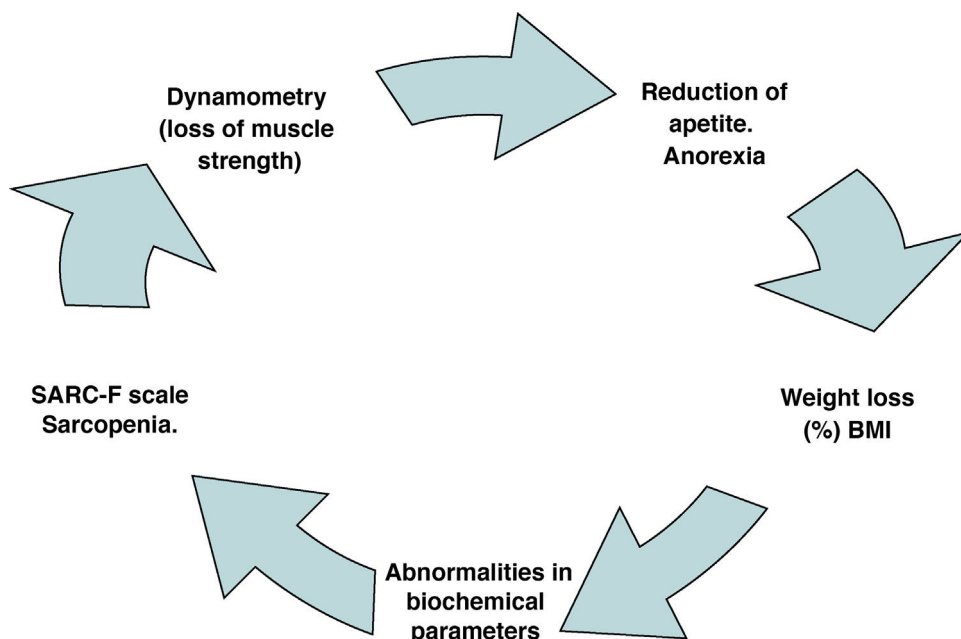 Dynamometry
(loss of muscle
strength)
Reduction of
apetite.
Anorexia
Weight loss
(%) BMI
Abnormalities in
biochemical
parameters
SARC-F scale
Sarcopenia.